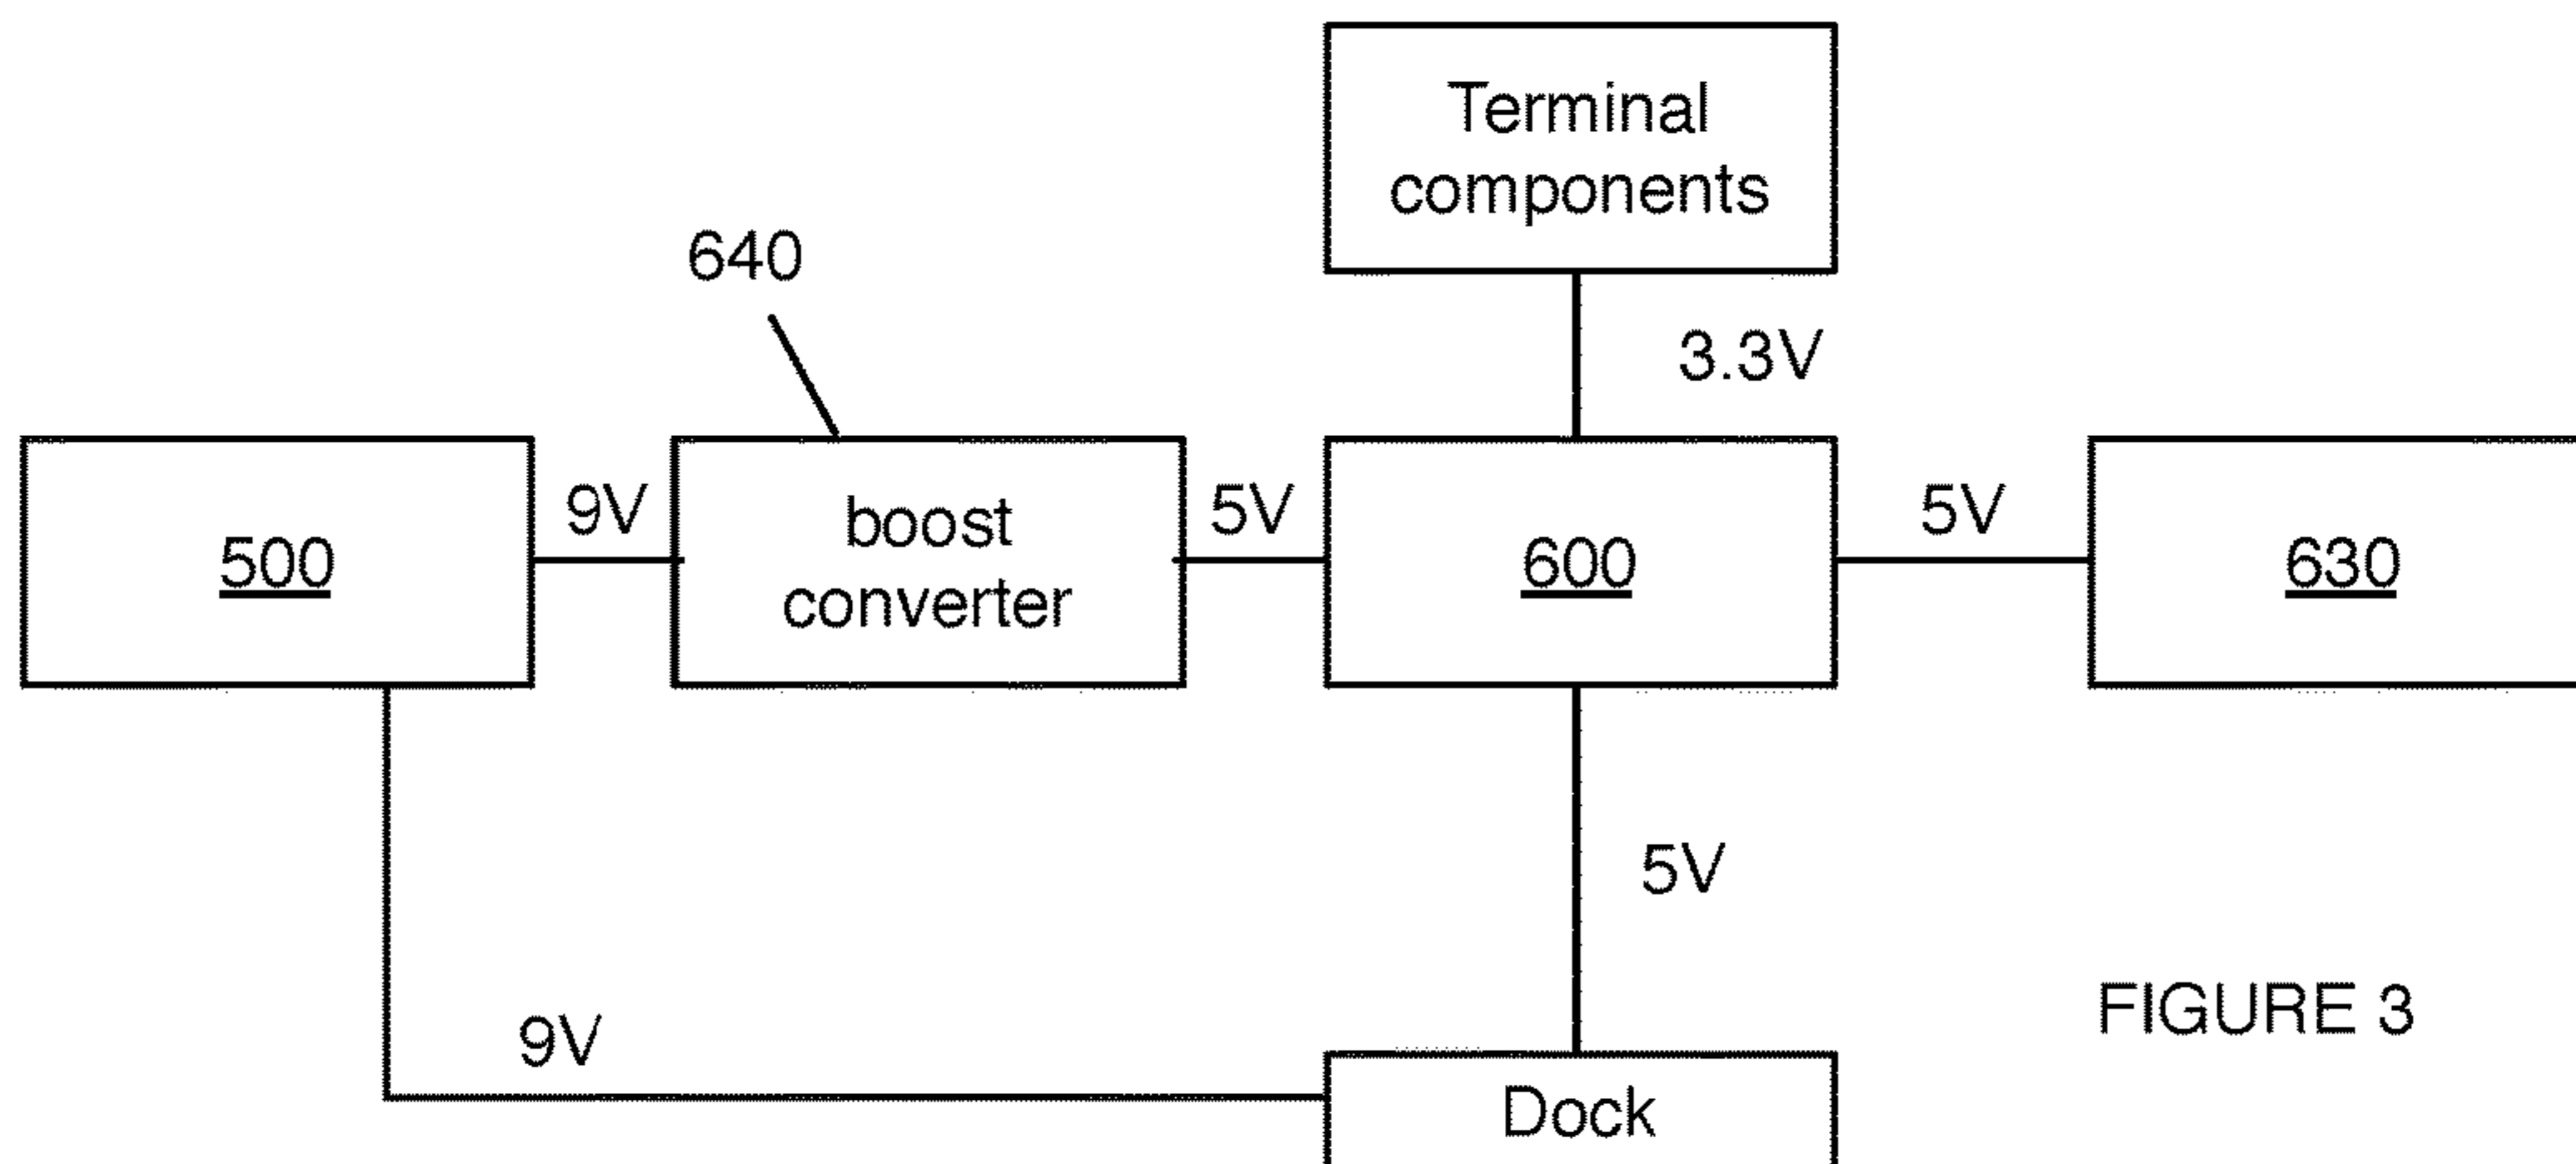 Terminal
components
640
3.3V
500
9V
boost
converter
5V
600
5V
630
5V
9V
FIGURE 3
Dock